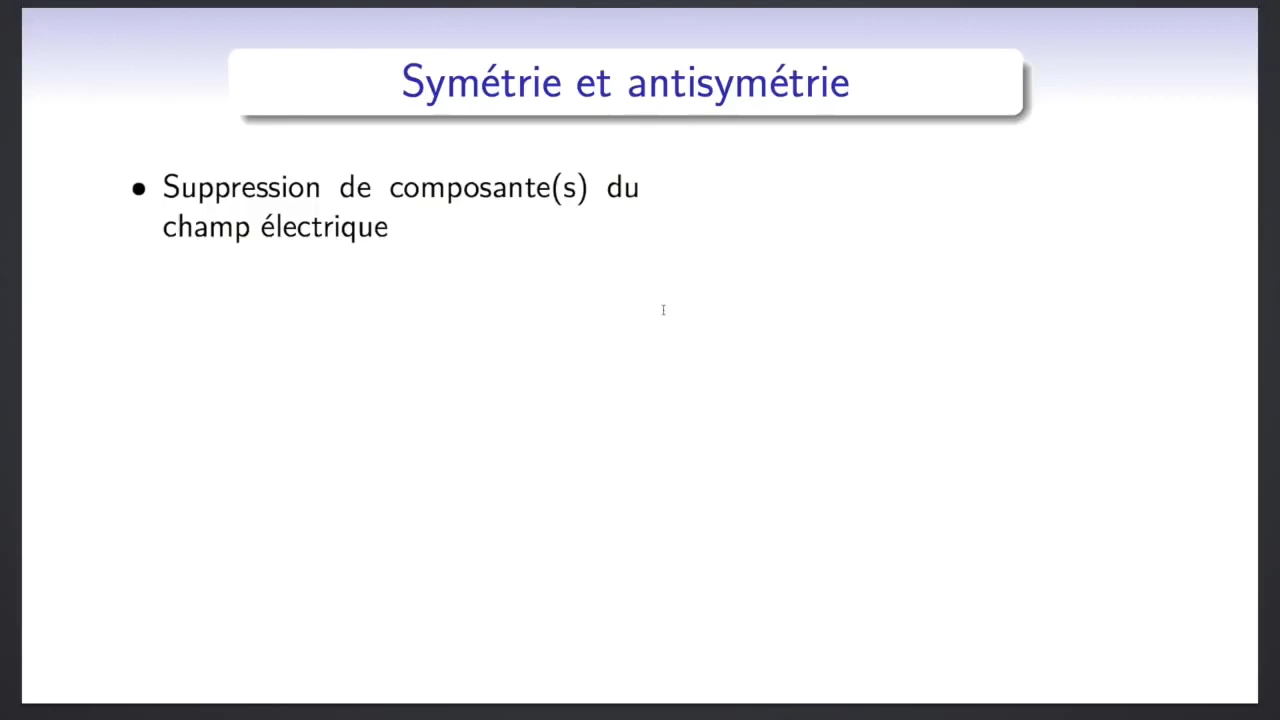 Symétrie et antisymétrie
• Suppression de composante(s) du
champ électrique